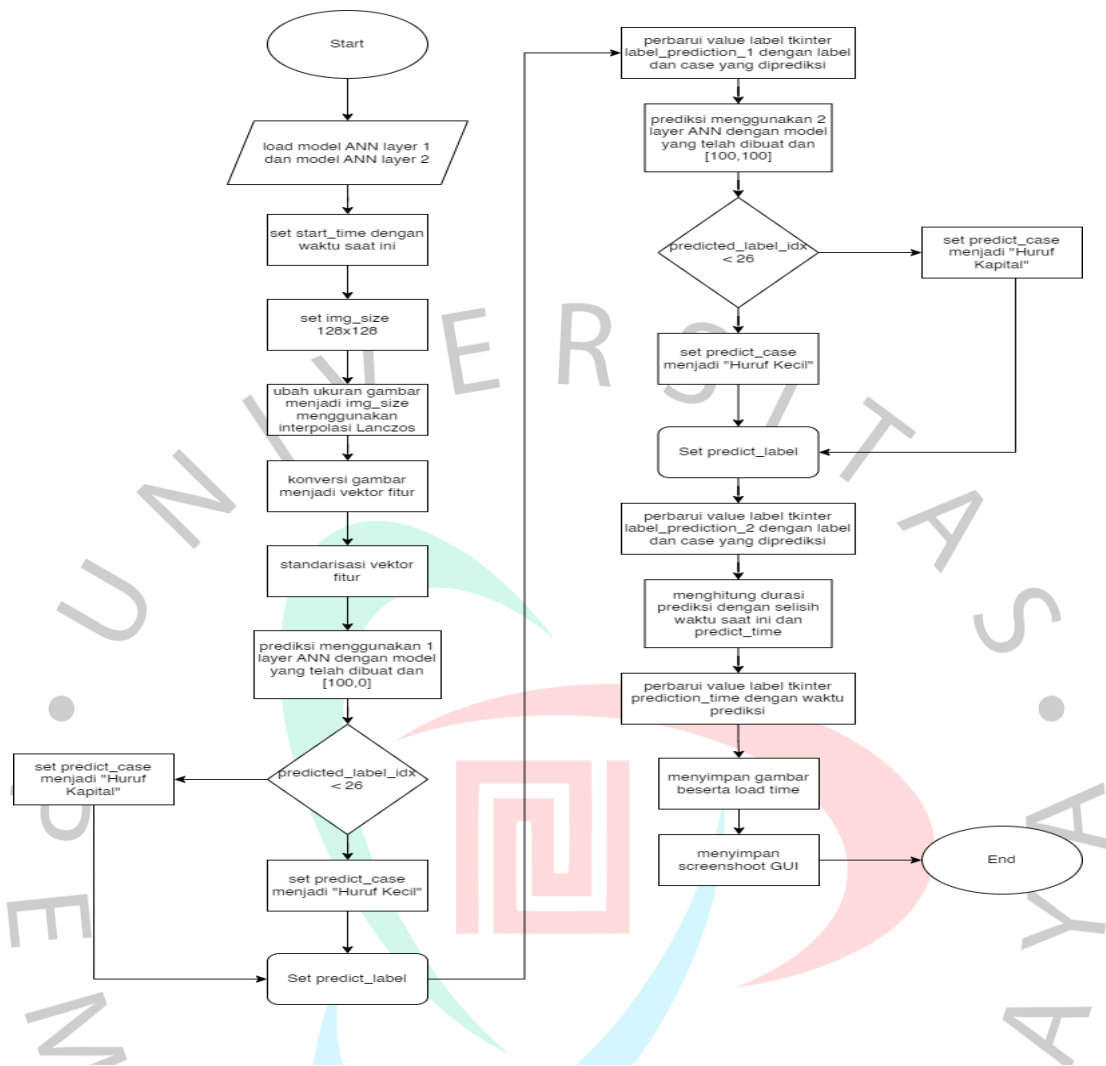 Start
load model ANN layer 1
dan model ANN layer 2
set start_time dengan
waktu saat ini
set img_size
128x128
ubah ukuran gambar
menjadi img_size
menggunakan
interpolasi Lanczos
konversi gambar
menjadi vektor fitur
standarisasi vektor
fitur
prediksi menggunakan 1
layer ANN dengan model
yang telah dibuat dan
[100,0]
predicted_label_idx
< 26
set predict_case
menjadi "Huruf
Kapital"
set predict_case
menjadi "Huruf Kecil"
Set predict_label
perbarui value label tkinter
label_prediction_1 dengan label
dan case yang diprediksi
prediksi menggunakan 2
layer ANN dengan model
yang telah dibuat dan
[100,100]
predicted_label_idx
< 26
set predict_case
menjadi "Huruf
Kapital"
set predict_case
menjadi "Huruf Kecil"
Set predict_label
perbarui value label tkinter
label_prediction_2 dengan label
dan case yang diprediksi
menghitung durasi
prediksi dengan selisih
waktu saat ini dan
predict_time
perbarui value label tkinter
prediction_time dengan waktu
prediksi
menyimpan gambar
beserta load time
menyimpan
screenshoot GUI
End
UNIVERSITAS